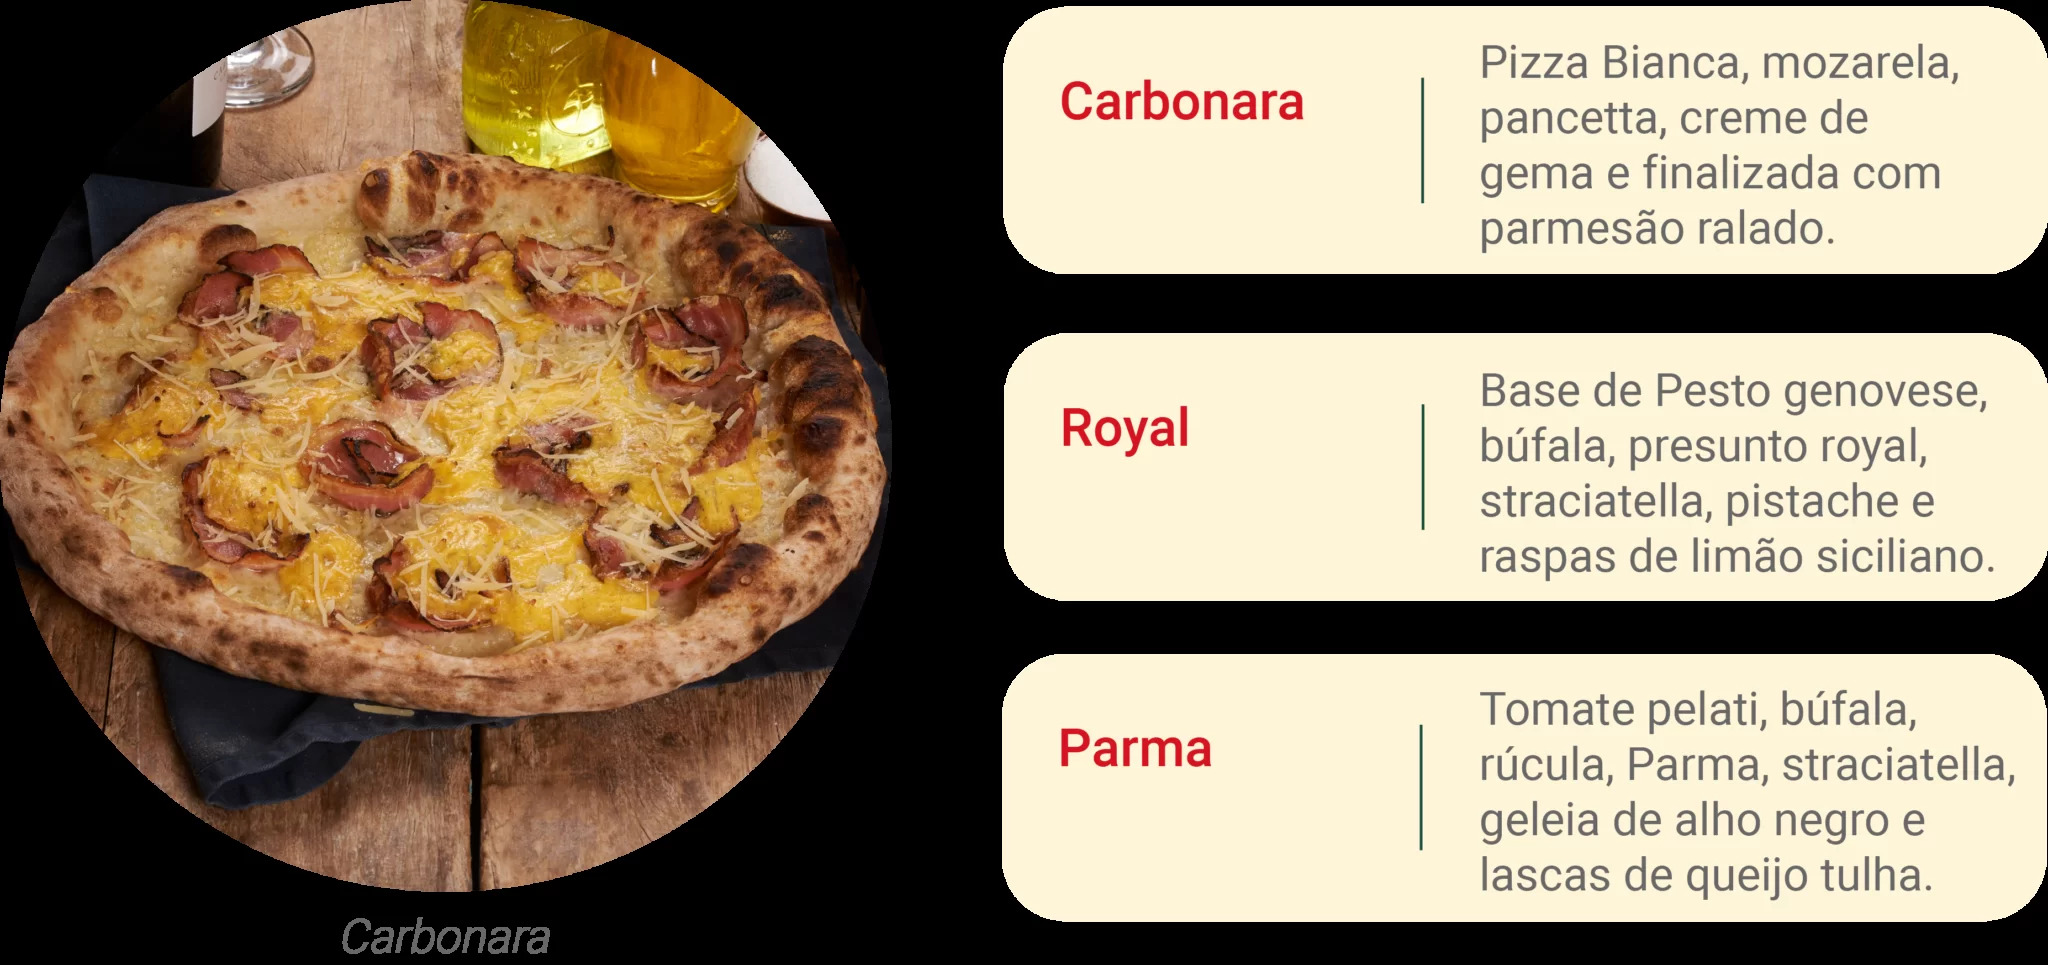 Carbonara
Pizza Bianca, mozarela,
pancetta, creme de
gema e finalizada com
parmesão ralado.
Royal
Base de Pesto genovese,
búfala, presunto royal,
straciatella, pistache e
raspas de limão siciliano.
Parma
Tomate pelati, búfala,
rúcula, Parma, straciatella,
geleia de alho negro e
lascas de queijo tulha.
Carbonara